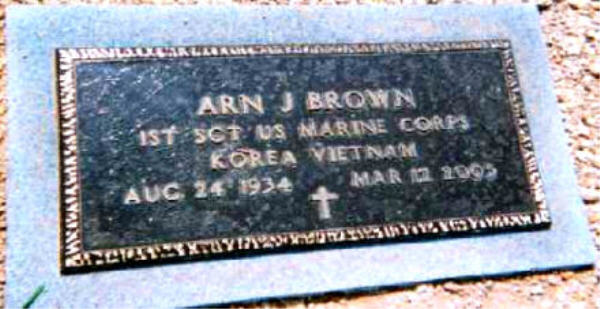 ARN J BROWN
1ST SGT US MARINE CORPS
KOREA VIETNAM
AUG 24 1934 MAR 12 2005